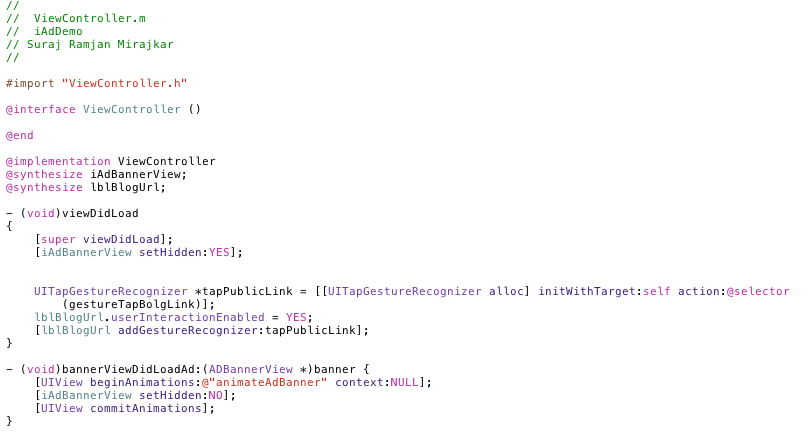 //
//  ViewController.m
//  iAdDemo
// Suraj Ramjan Mirajkar
//
#import "ViewController.h"
@interface ViewController ()
@end
@implementation ViewController
@synthesize iAdBannerView;
@synthesize lblBlogUrl;
- (void)viewDidLoad
{
    [super viewDidLoad];
    [iAdBannerView setHidden:YES];
    UITapGestureRecognizer *tapPublicLink = [[UITapGestureRecognizer alloc] initWithTarget:self action:@selector
        (gestureTapBolgLink)];
    lblBlogUrl.userInteractionEnabled = YES;
    [lblBlogUrl addGestureRecognizer:tapPublicLink];
}
- (void)bannerViewDidLoadAd:(ADBannerView *)banner {
    [UIView beginAnimations:@"animateAdBanner" context:NULL];
    [iAdBannerView setHidden:NO];
    [UIView commitAnimations];
}